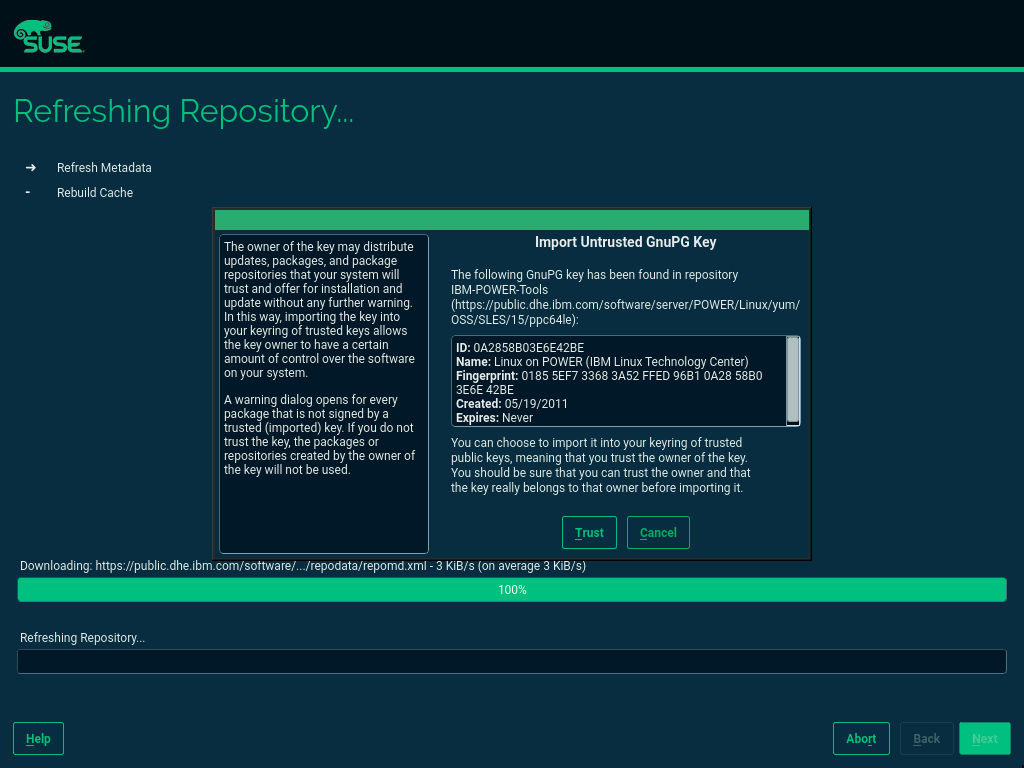 SUSE
Refreshing Repository...
➔ Refresh Metadata
- Rebuild Cache
The owner of the key may distribute
updates, packages, and package
repositories that your system will
trust and offer for installation and
update without any further warning.
In this way, importing the key into
your keyring of trusted keys allows
the key owner to have a certain
amount of control over the software
on your system.
A warning dialog opens for every
package that is not signed by a
trusted (imported) key. If you do not
trust the key, the packages or
repositories created by the owner of
the key will not be used.
Import Untrusted GnuPG Key
The following GnuPG key has been found in repository
IBM-POWER-Tools
(https://public.dhe.ibm.com/software/server/POWER/Linux/yum/
OSS/SLES/15/ppc64le):
ID: 0A2858B03E6E42BE
Name: Linux on POWER (IBM Linux Technology Center)
Fingerprint: 0185 5EF7 3368 3A52 FFED 96B1 0A28 58B0
3E6E 42BE
Created: 05/19/2011
Expires: Never
You can choose to import it into your keyring of trusted
public keys, meaning that you trust the owner of the key.
You should be sure that you can trust the owner and that
the key really belongs to that owner before importing it.
Trust Cancel
Downloading: https://public.dhe.ibm.com/software/.../repodata/repomd.xml - 3 KiB/s (on average 3 KiB/s)
100%
Refreshing Repository...
Help Abort Back Next